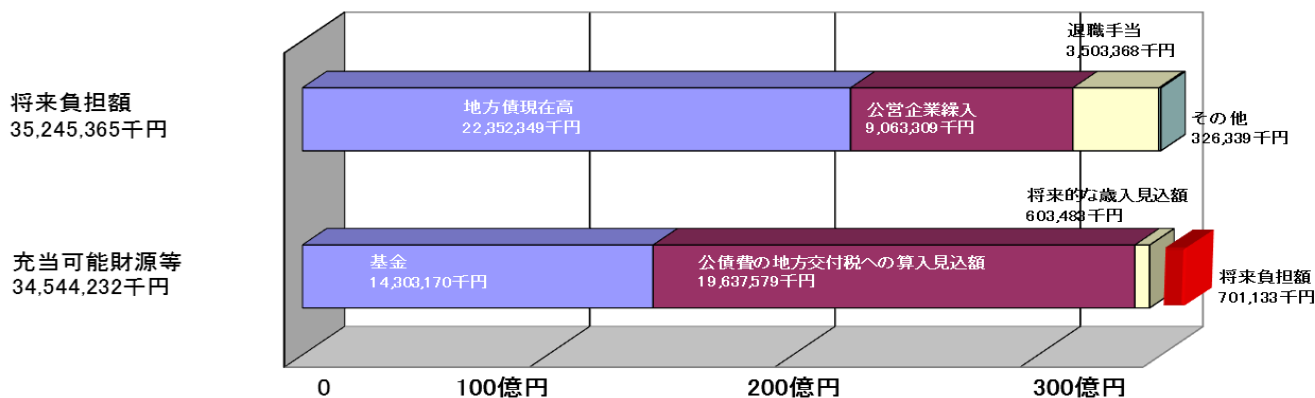 退職手当
3,503,368千円
将来負担額
35,245,365千円
地方債現在高
22,352,349千円
公営企業繰入
9,063,309千円
その他
326,339千円
将来的な歳入見込額
603,483千円
充当可能財源等
34,544,232千円
基金
14,303,170千円
公債費の地方交付税への算入見込額
19,637,579千円
将来負担額
701,133千円
0
100億円
200億円
300億円